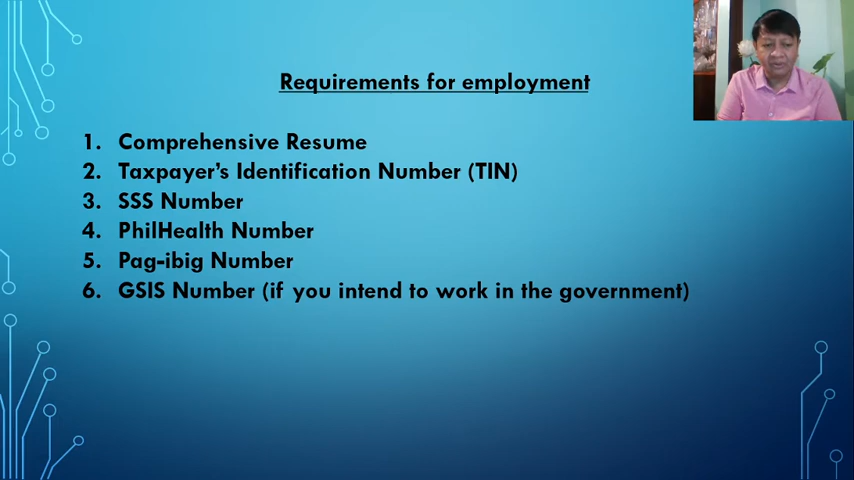 Requirements for employment
1. Comprehensive Resume
2. Taxpayer's Identification Number (TIN)
3. SSS Number
4. PhilHealth Number
5. Pag-ibig Number
6. GSIS Number (if you intend to work in the government)